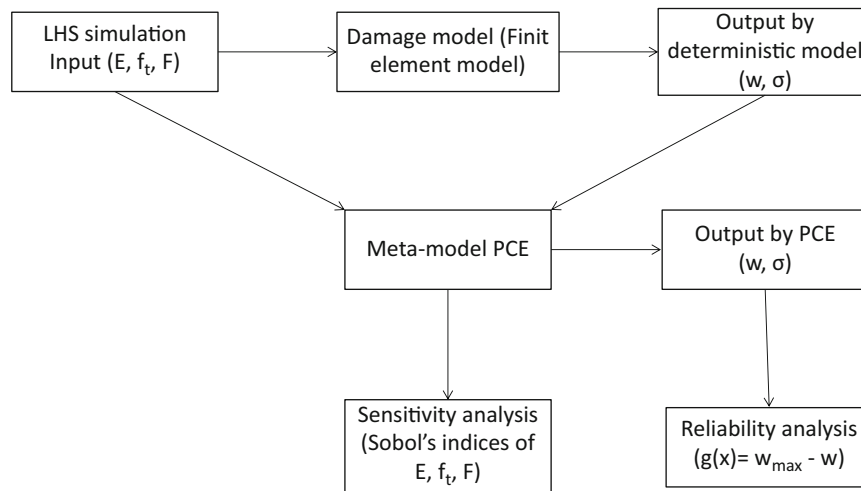 LHS simulation
Input (E, fₜ, F)
Damage model (Finit
element model)
Output by
deterministic model
(w, σ)
Meta-model PCE
Output by PCE
(w, σ)
Sensitivity analysis
(Sobol's indices of
E, fₜ, F)
Reliability analysis
(g(x)= wₘₐₓ - w)